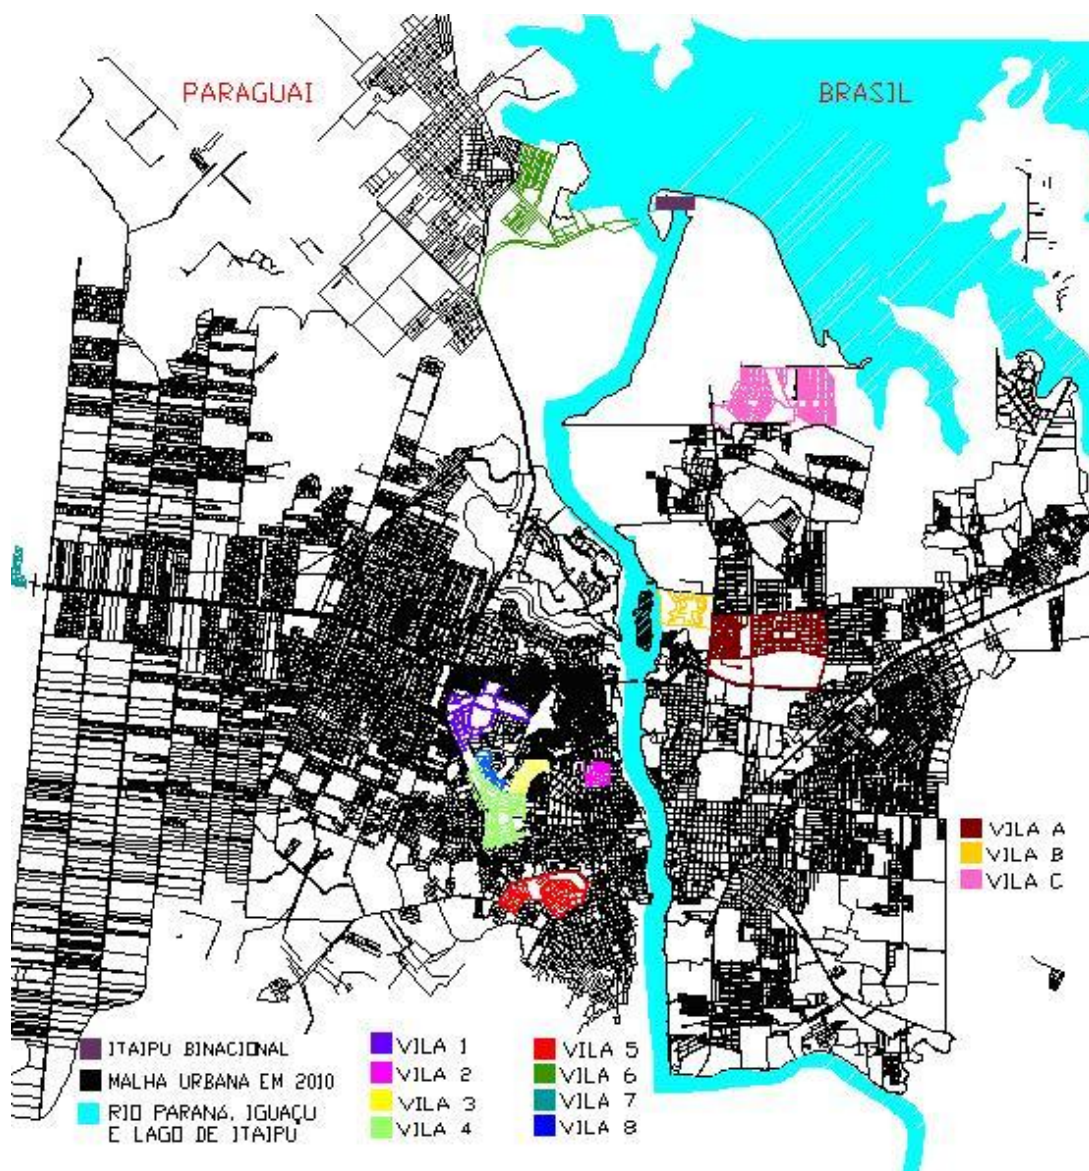 PARAGUAI
BRASIL
VILA A
VILA B
VILA C
ITAIPU BINACIONAL
MALHA URBANA EM 2010
RIO PARANÁ, IGUAÇU
E LAGO DE ITAIPÚ
VILA 1
VILA 2
VILA 3
VILA 4
VILA 5
VILA 6
VILA 7
VILA 8